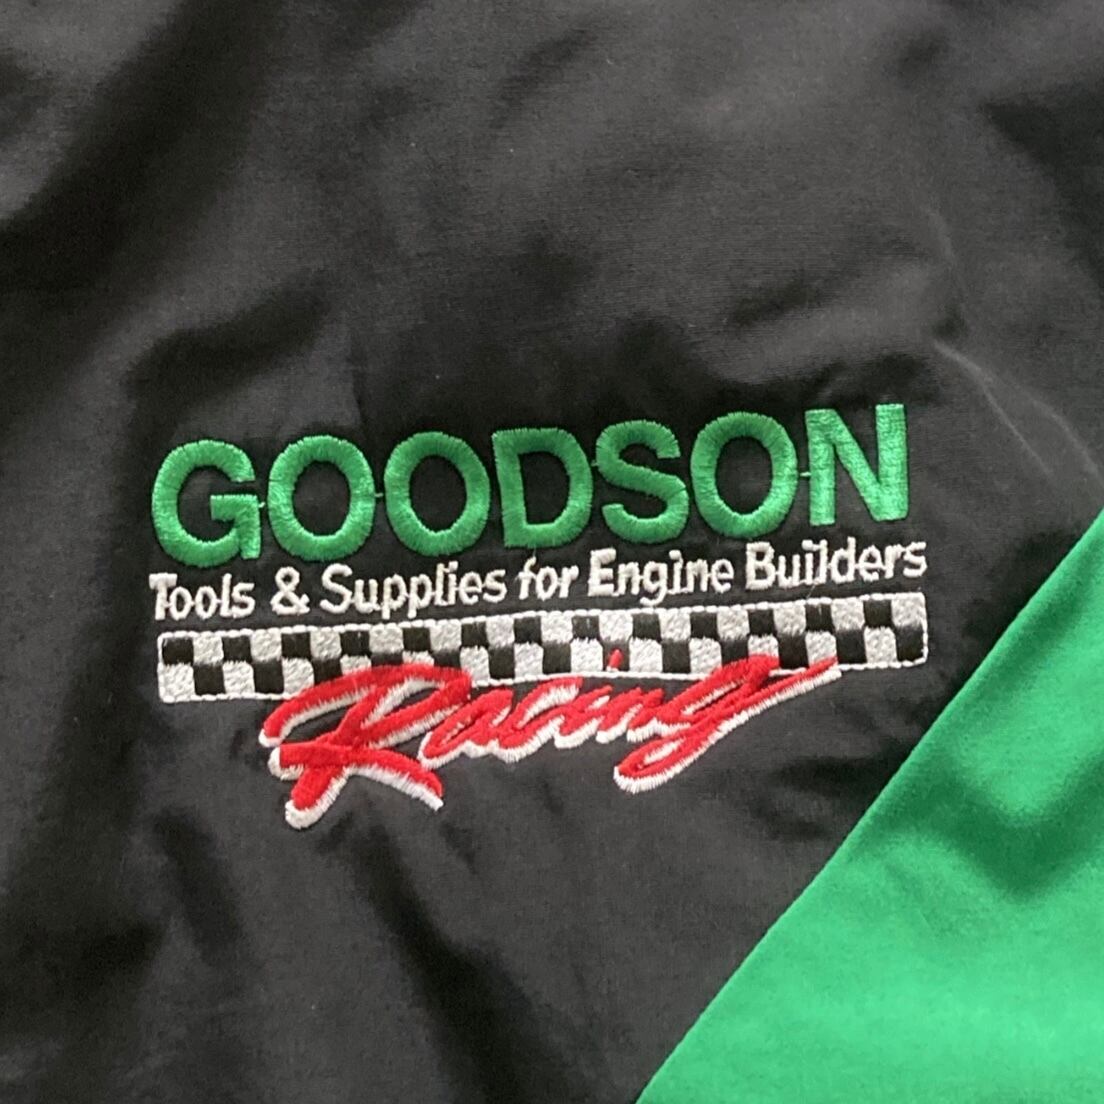 GOODSON
Tools & Supplies for Engine Builders
Racing